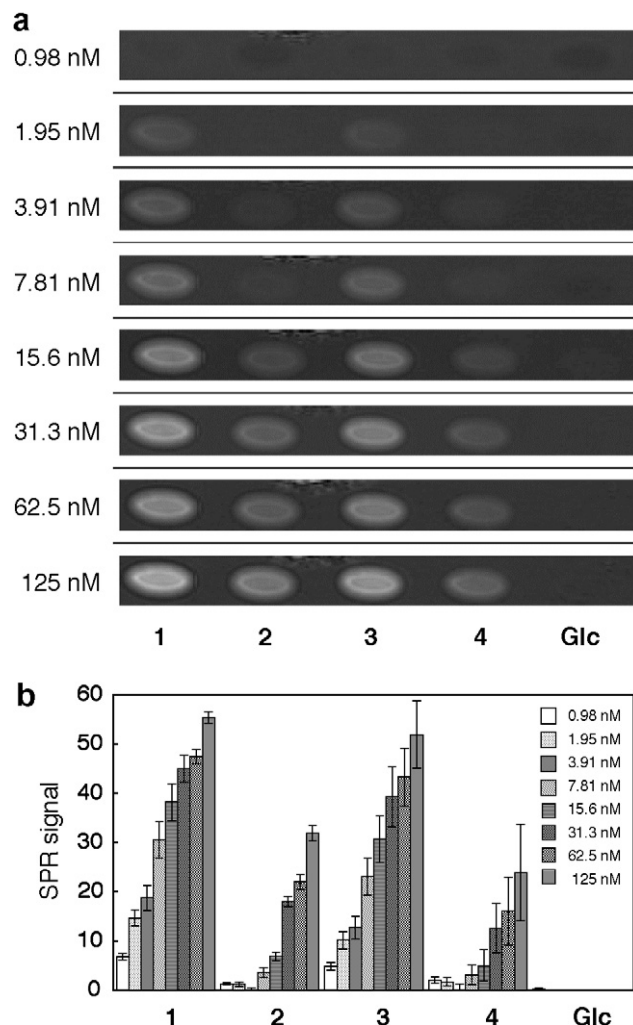 a
0.98 nM
1.95 nM
3.91 nM
7.81 nM
15.6 nM
31.3 nM
62.5 nM
125 nM
1 2 3 4 Glc
b
SPR signal
60
50
40
30
20
10
0
0.98 nM
1.95 nM
3.91 nM
7.81 nM
15.6 nM
31.3 nM
62.5 nM
125 nM
1 2 3 4 Glc